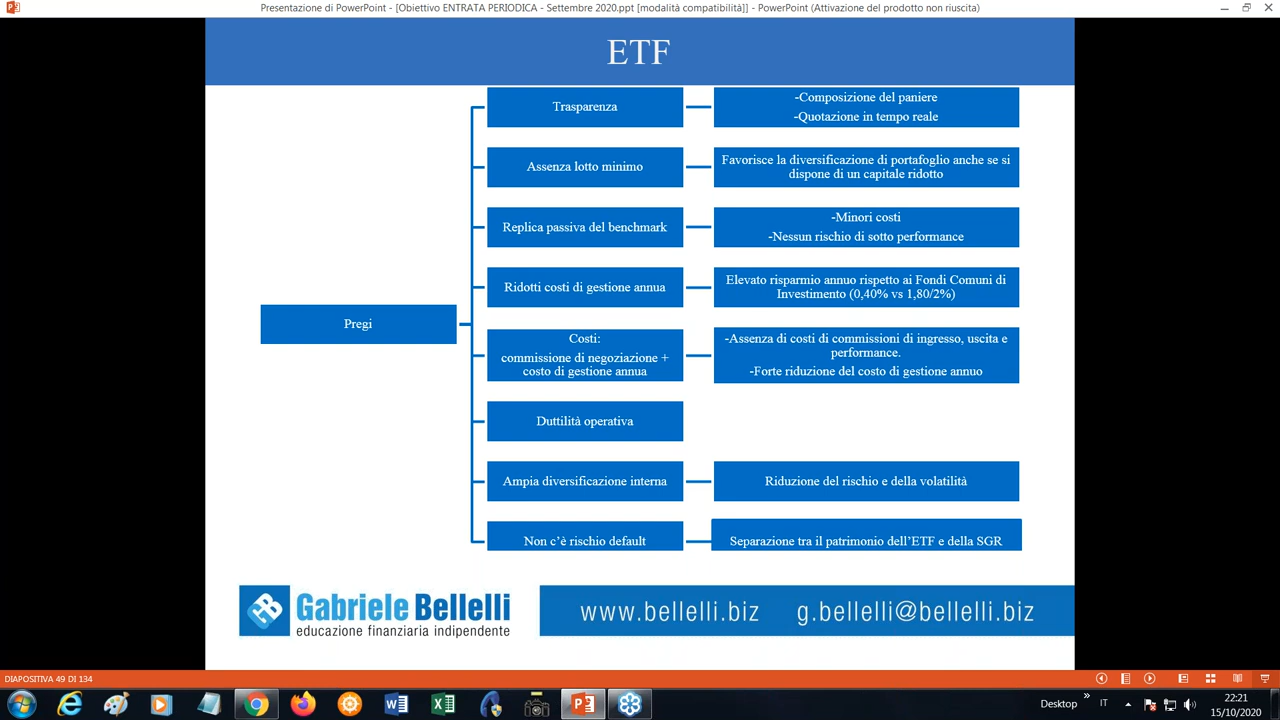 Presentazione di PowerPoint - [Obiettivo ENTRATA PERIODICA - Settembre 2020.ppt [modalità compatibilità]] - PowerPoint (Attivazione del prodotto non riuscita)
ETF
Pregi
Trasparenza
-Composizione del paniere
-Quotazione in tempo reale
Assenza lotto minimo
Favorisce la diversificazione di portafoglio anche se si
dispone di un capitale ridotto
Replica passiva del benchmark
-Minori costi
-Nessun rischio di sotto performance
Ridotti costi di gestione annua
Elevato risparmio annuo rispetto ai Fondi Comuni di
Investimento (0,40% vs 1,80/2%)
Costi:
commissione di negoziazione +
costo di gestione annua
-Assenza di costi di commissioni di ingresso, uscita e
performance.
-Forte riduzione del costo di gestione annuo
Duttilità operativa
Ampia diversificazione interna
Riduzione del rischio e della volatilità
Non c’è rischio default
Separazione tra il patrimonio dell’ETF e della SGR
Gabriele Bellelli
educazione finanziaria indipendente
www.bellelli.biz g.bellelli@bellelli.biz
DIAPOSITIVA 49 DI 134
Desktop
IT
22:21
15/10/2020